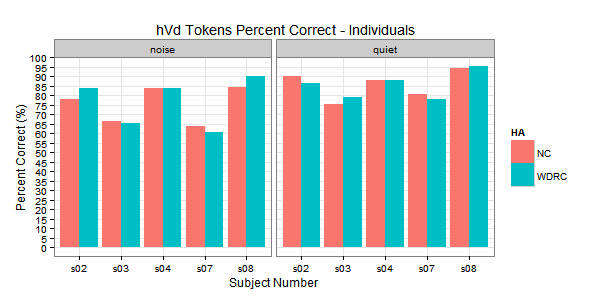 hVd Tokens Percent Correct - Individuals
noise quiet
Percent Correct (%)
100
95
90
85
80
75
70
65
60
55
50
45
40
35
30
25
20
15
10
5
0
s02 s03 s04 s07 s08 s02 s03 s04 s07 s08
Subject Number
HA
NC
WDRC